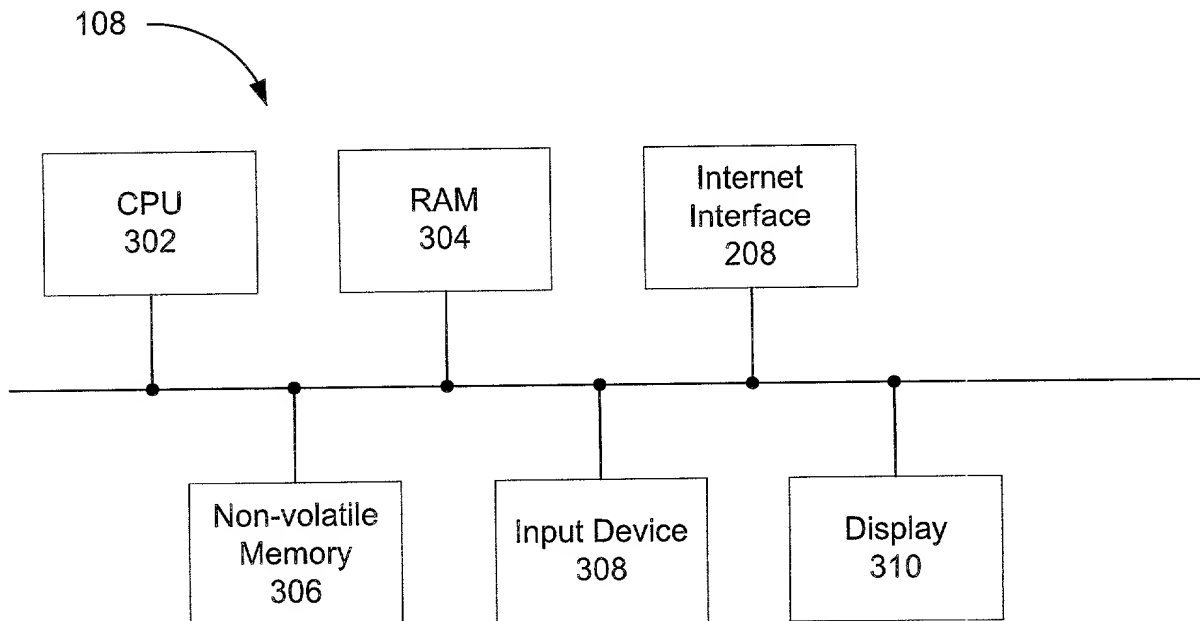 108
CPU
302
RAM
304
Internet
Interface
208
Non-volatile
Memory
306
Input Device
308
Display
310